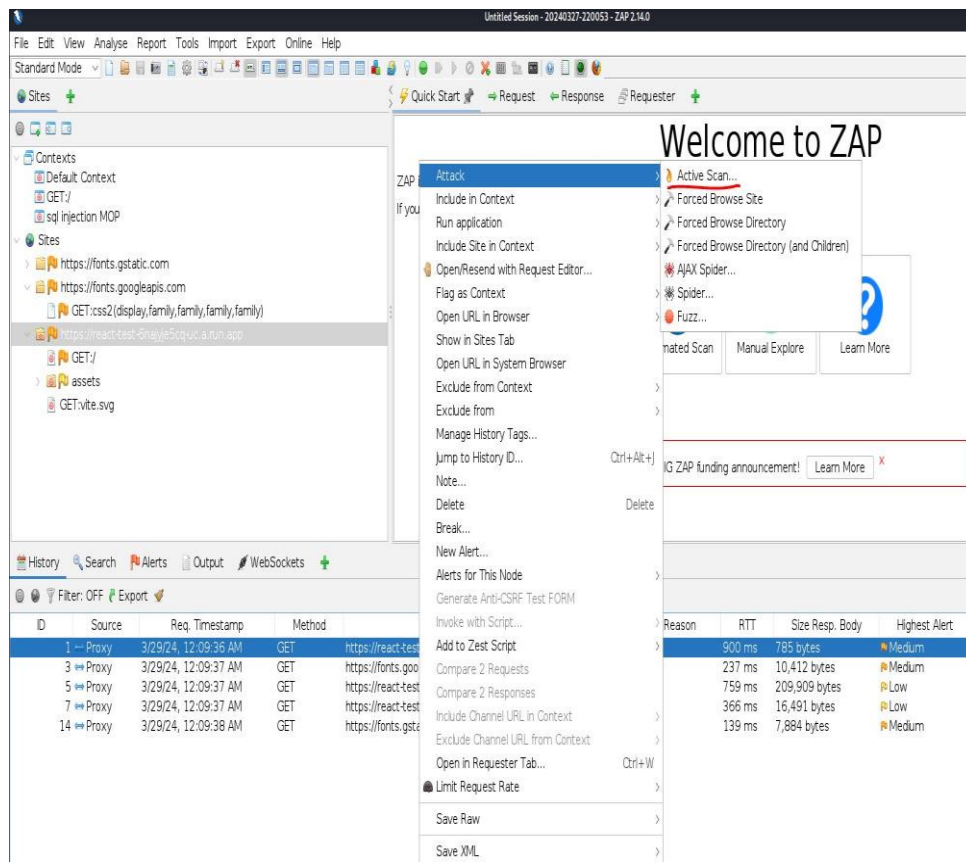 Untitled Session - 20240327-220053 - ZAP 2.14.0
File Edit View Analyse Report Tools Import Export Online Help
Standard Mode
Sites
Quick Start Request Response Requester
Contexts
Default Context
GET:/
sql injection MOP
Sites
https://fonts.gstatic.com
https://fonts.googleapis.com
GET:css2(display,family,family,family,family)
GET:/
assets
GET:vite.svg
Welcome to ZAP
ZAP
If you
Attack
Include in Context
Run application
Include Site in Context
Open/Resend with Request Editor...
Flag as Context
Open URL in Browser
Show in Sites Tab
Open URL in System Browser
Exclude from Context
Exclude from
Manage History Tags...
Jump to History ID... Ctrl+Alt+J
Note...
Delete Delete
Break...
New Alert...
Alerts for This Node
Generate Anti-CSRF Test FORM
Invoke with Script...
Add to Zest Script
Compare 2 Requests
Compare 2 Responses
Include Channel URL in Context
Exclude Channel URL from Context
Open in Requester Tab... Ctrl+W
Limit Request Rate
Save Raw
Save XML
Active Scan...
Forced Browse Site
Forced Browse Directory
Forced Browse Directory (and Children)
AJAX Spider...
Spider...
Fuzz...
mated Scan Manual Explore Learn More
IG ZAP funding announcement! Learn More X
History Search Alerts Output WebSockets
Filter: OFF Export
ID Source Req. Timestamp Method Reason RTT Size Resp. Body Highest Alert
1 Proxy 3/29/24, 12:09:36 AM GET https://react-test 900 ms 785 bytes Medium
3 Proxy 3/29/24, 12:09:37 AM GET https://fonts.goo 237 ms 10,412 bytes Medium
5 Proxy 3/29/24, 12:09:37 AM GET https://react-test 759 ms 209,909 bytes Low
7 Proxy 3/29/24, 12:09:37 AM GET https://react-test 366 ms 16,491 bytes Low
14 Proxy 3/29/24, 12:09:38 AM GET https://fonts.gsta 139 ms 7,884 bytes Medium